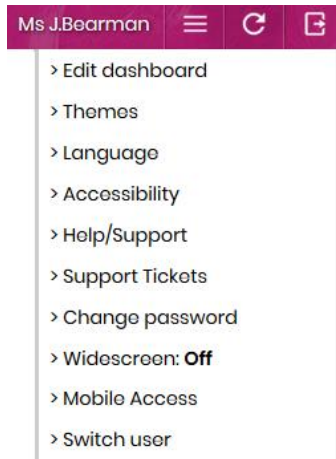 Ms J.Bearman
> Edit dashboard
> Themes
> Language
> Accessibility
> Help/Support
> Support Tickets
> Change password
> Widescreen: Off
> Mobile Access
> Switch user